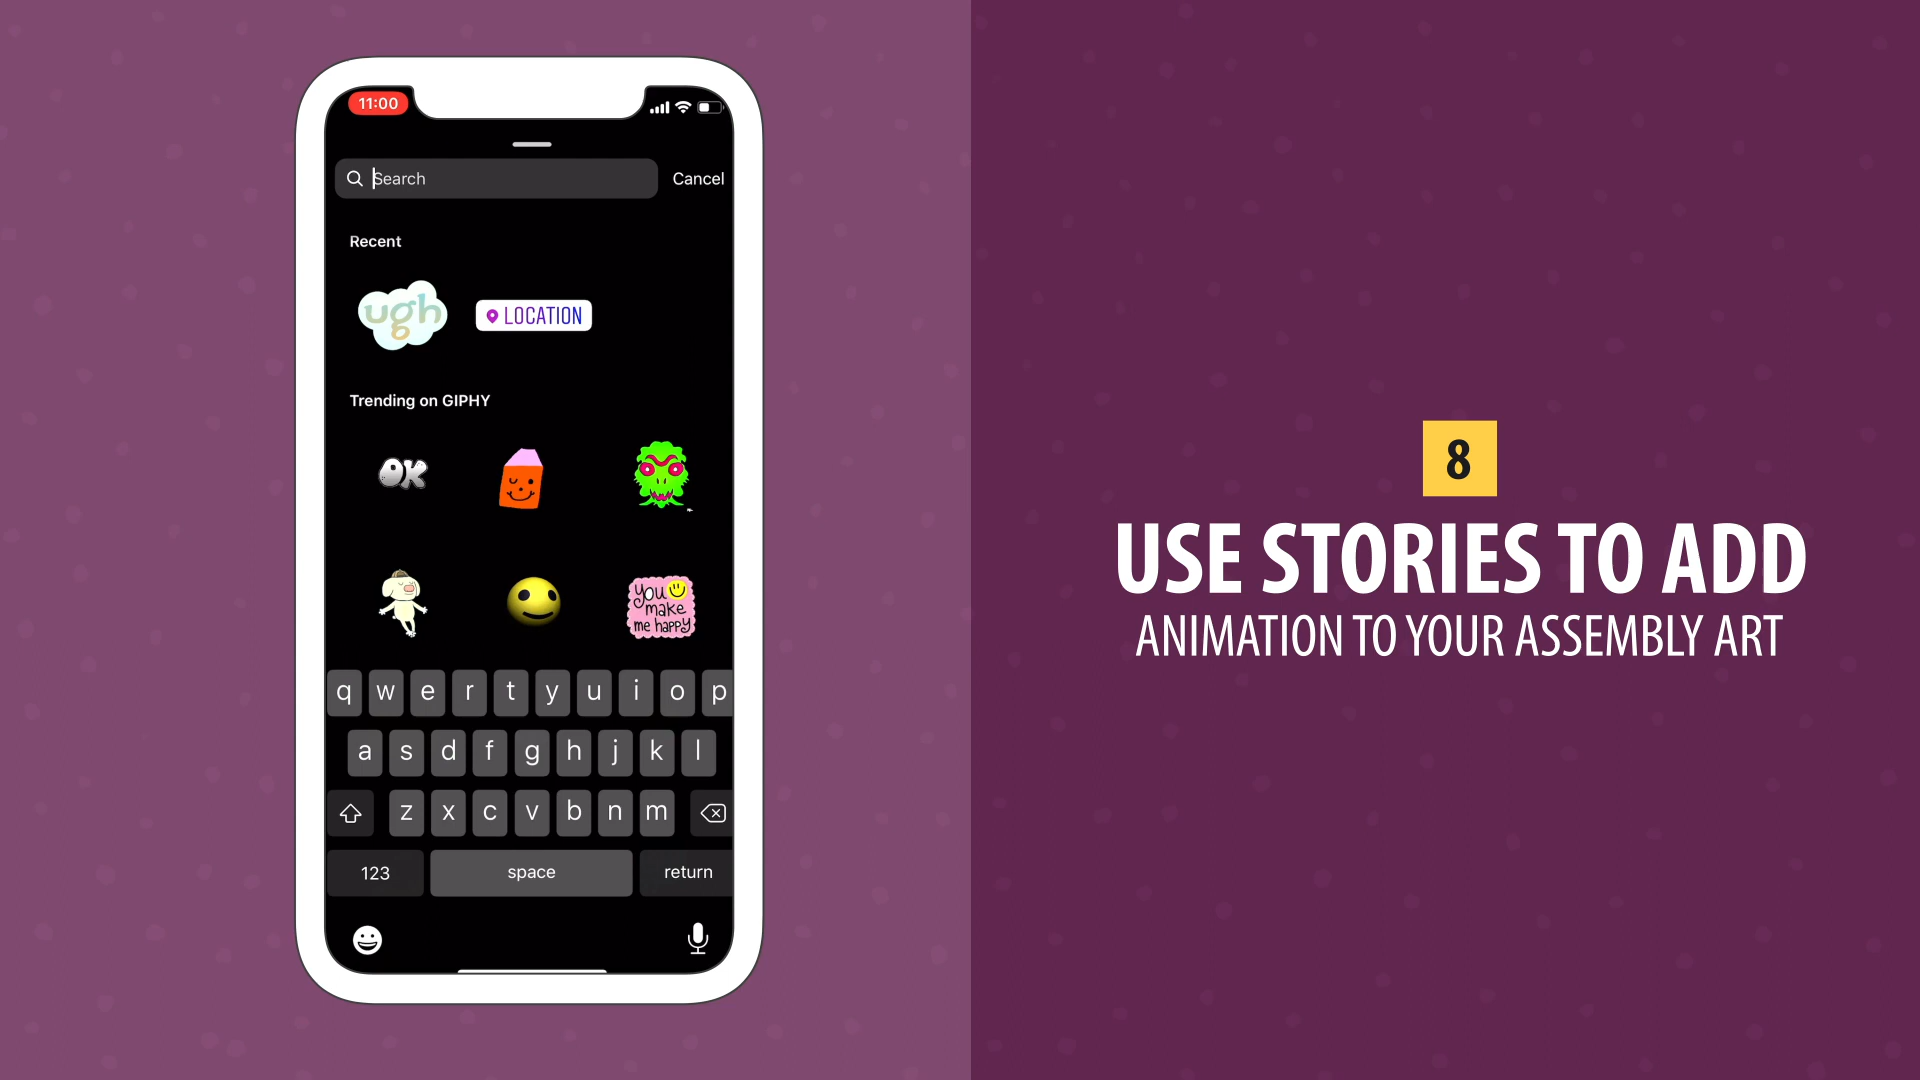 11:00
Search
Cancel
Recent
ugh
LOCATION
Trending on GIPHY
OK
you
make
me happy
q w e r t y u i o p
a s d f g h j k l
z x c v b n m
123
space
return
8
USE STORIES TO ADD
ANIMATION TO YOUR ASSEMBLY ART